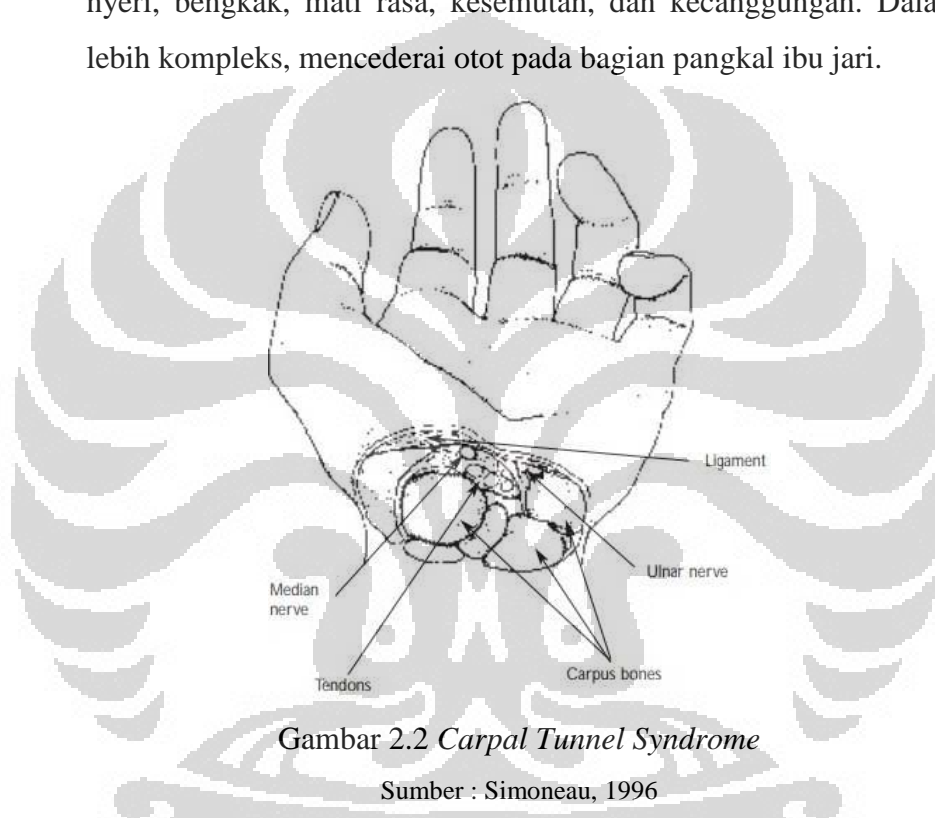 nyeri, bengkak, mati rasa, kesemutan, dan kecanggungan.
lebih kompleks, mencederai otot pada bagian pangkal ibu jari.
Ligament
Ulnar nerve
Median
nerve
Carpus bones
Tendons
Gambar 2.2 Carpal Tunnel Syndrome
Sumber : Simoneau, 1996